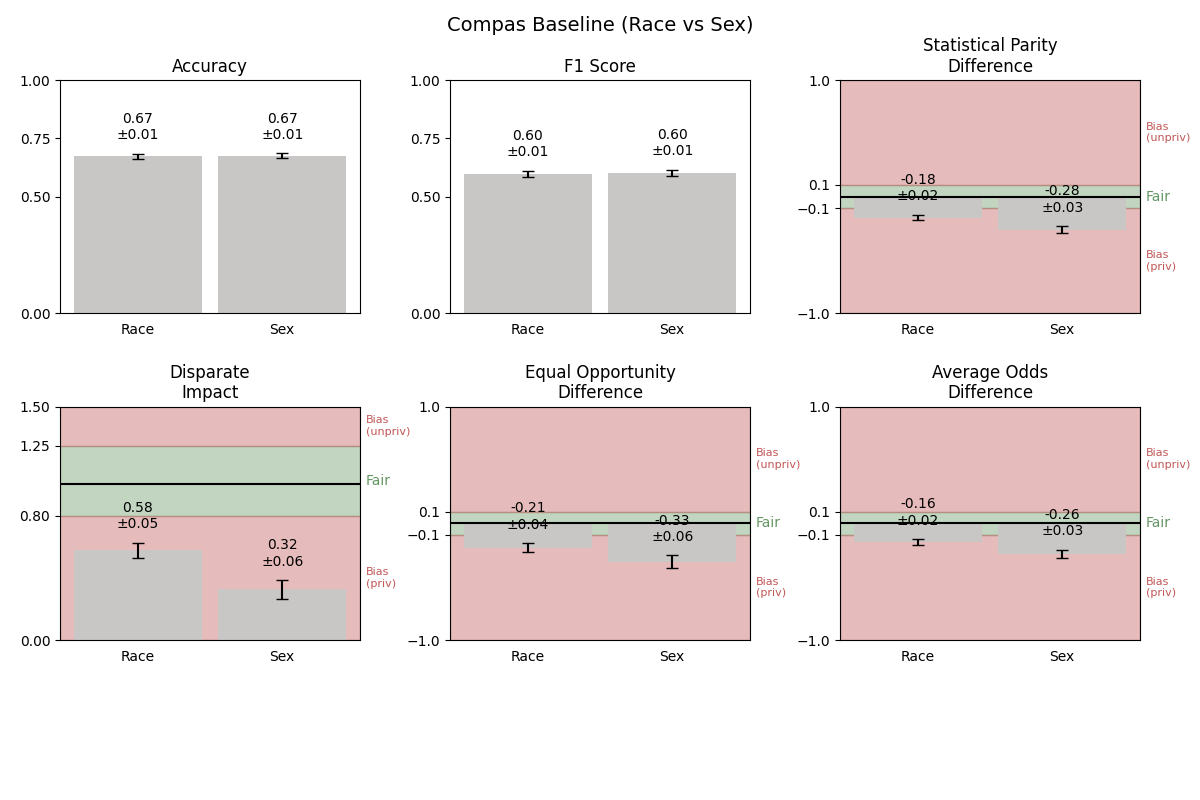 Compas Baseline (Race vs Sex)
Accuracy
1.00
0.75
0.50
0.00
0.67
±0.01
0.67
±0.01
Race
Sex
F1 Score
1.00
0.75
0.50
0.00
0.60
±0.01
0.60
±0.01
Race
Sex
Statistical Parity
Difference
1.0
0.1
−0.1
−1.0
-0.18
±0.02
-0.28
±0.03
Bias
(unpriv)
Fair
Bias
(priv)
Race
Sex
Disparate
Impact
1.50
1.25
0.80
0.00
0.58
±0.05
0.32
±0.06
Bias
(unpriv)
Fair
Bias
(priv)
Race
Sex
Equal Opportunity
Difference
1.0
0.1
−0.1
−1.0
-0.21
±0.04
-0.33
±0.06
Bias
(unpriv)
Fair
Bias
(priv)
Race
Sex
Average Odds
Difference
1.0
0.1
−0.1
−1.0
-0.16
±0.02
-0.26
±0.03
Bias
(unpriv)
Fair
Bias
(priv)
Race
Sex